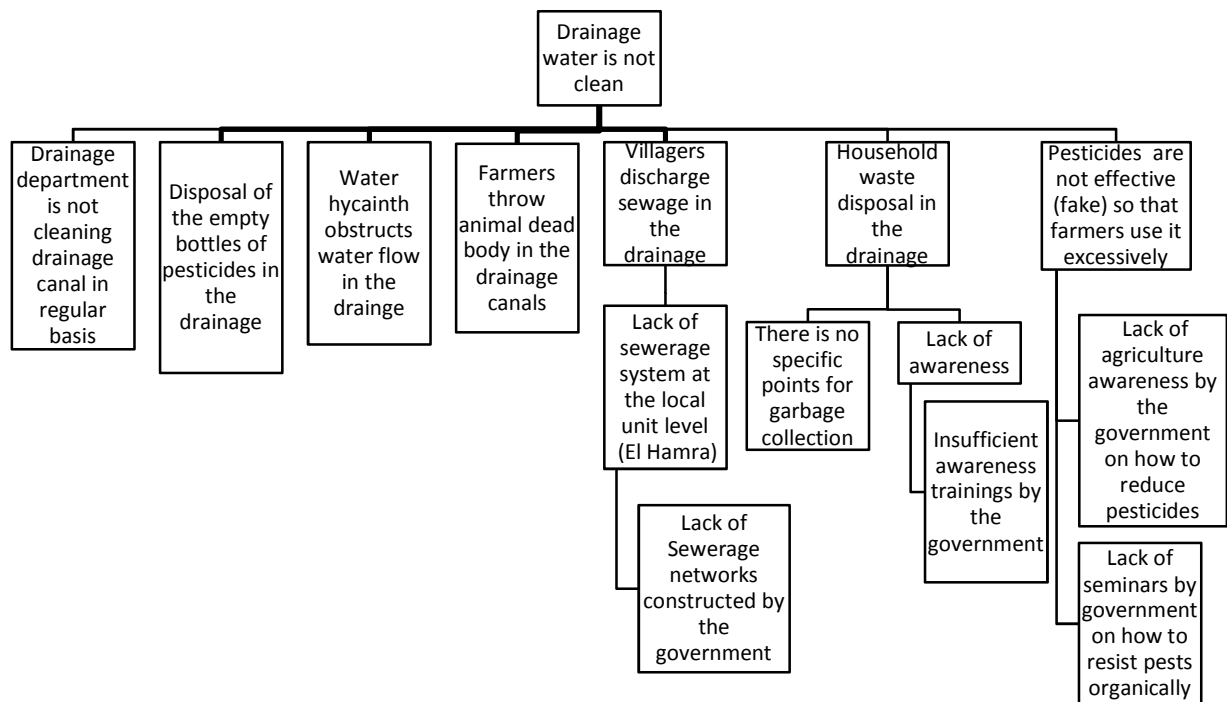 Drainage
water is not
clean
Drainage
department
is not
cleaning
drainage
canal in
regular
basis
Disposal of
the empty
bottles of
pesticides in
the
drainage
Water
hycainth
obstructs
water flow
in the
drainge
Farmers
throw
animal dead
body in the
drainage
canals
Villagers
discharge
sewage in
the
drainage
Household
waste
disposal in
the
drainage
Pesticides are
not effective
(fake) so that
farmers use it
excessively
Lack of
sewerage
system at
the local
unit level
(El Hamra)
There is no
specific
points for
garbage
collection
Lack of
awareness
Lack of
agriculture
awareness by
the
government
on how to
reduce
pesticides
Insufficient
awareness
trainings by
the
government
Lack of
Sewerage
networks
constructed by
the
government
Lack of
seminars by
government
on how to
resist pests
organically